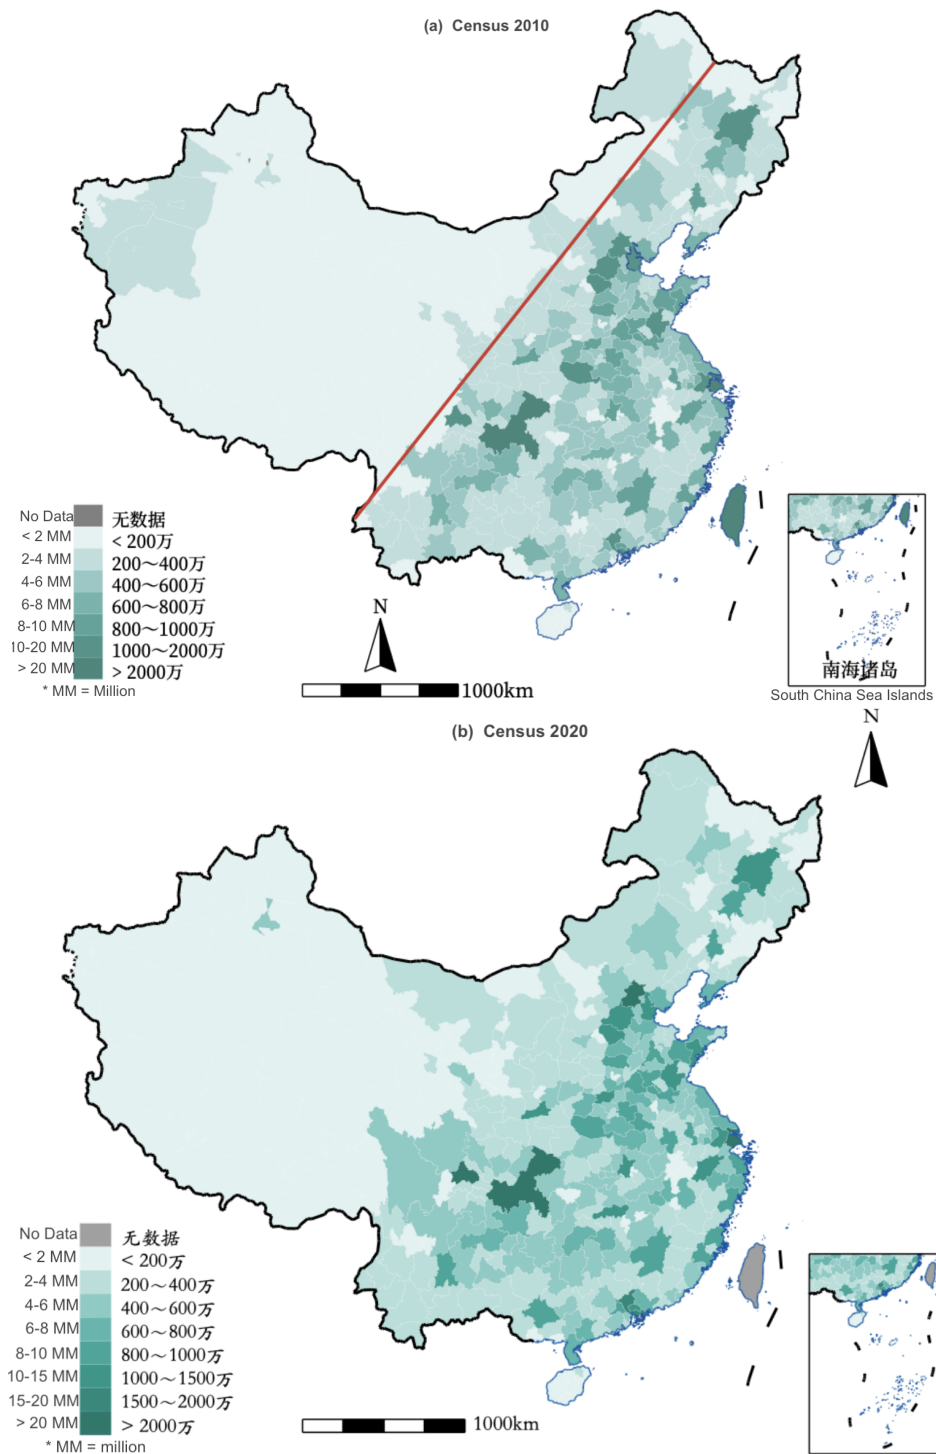 (a) Census 2010
No Data 无数据
< 2 MM < 200万
2-4 MM 200～400万
4-6 MM 400～600万
6-8 MM 600～800万
8-10 MM 800～1000万
10-20 MM 1000～2000万
> 20 MM > 2000万
* MM = Million
N
1000km
南海诸岛
South China Sea Islands
N
(b) Census 2020
No Data 无数据
< 2 MM < 200万
2-4 MM 200～400万
4-6 MM 400～600万
6-8 MM 600～800万
8-10 MM 800～1000万
10-15 MM 1000～1500万
15-20 MM 1500～2000万
> 20 MM > 2000万
* MM = million
1000km